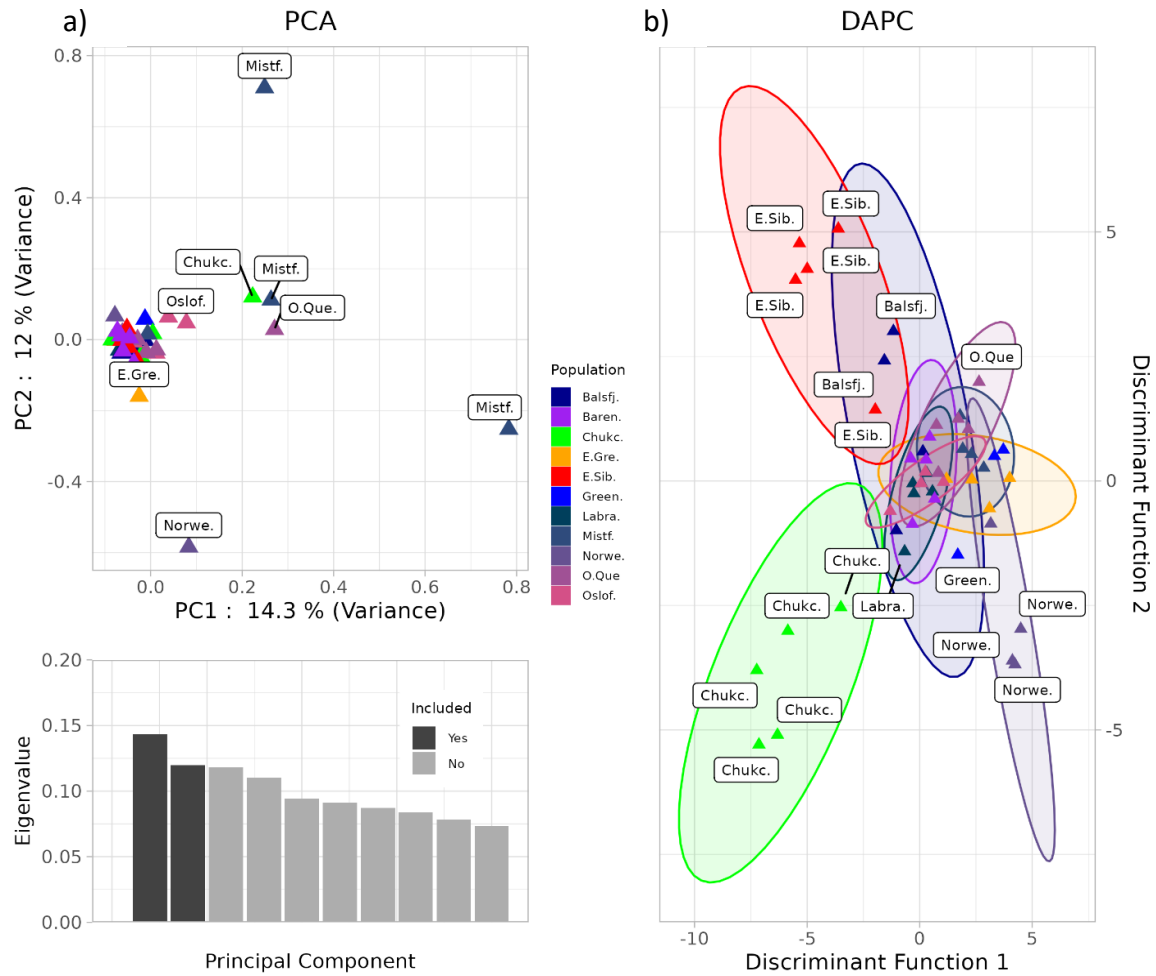 a)
PCA
0.8
0.4
0.0
-0.4
PC2 : 12 % (Variance)
Mistf.
Chukc.
Mistf.
Oslof.
O.Que.
E.Gre.
Mistf.
Norwe.
0.0
0.2
0.4
0.6
0.8
PC1 : 14.3 % (Variance)
Population
Balsfj.
Baren.
Chukc.
E.Gre.
E.Sib.
Green.
Labra.
Mistf.
Norwe.
O.Que
Oslof.
0.20
0.15
0.10
0.05
0.00
Eigenvalue
Included
Yes
No
Principal Component
b)
DAPC
E.Sib.
E.Sib.
E.Sib.
E.Sib.
Balsfj.
O.Que
Balsfj.
E.Sib.
Chukc.
Green.
Chukc.
Labra.
Norwe.
Norwe.
Chukc.
Norwe.
Chukc.
Chukc.
5
0
-5
Discriminant Function 2
-10
-5
0
5
Discriminant Function 1